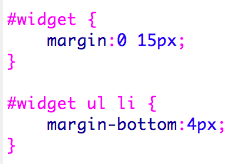 #widget {
    margin:0 15px;
}

#widget ul li {
    margin-bottom:4px;
}